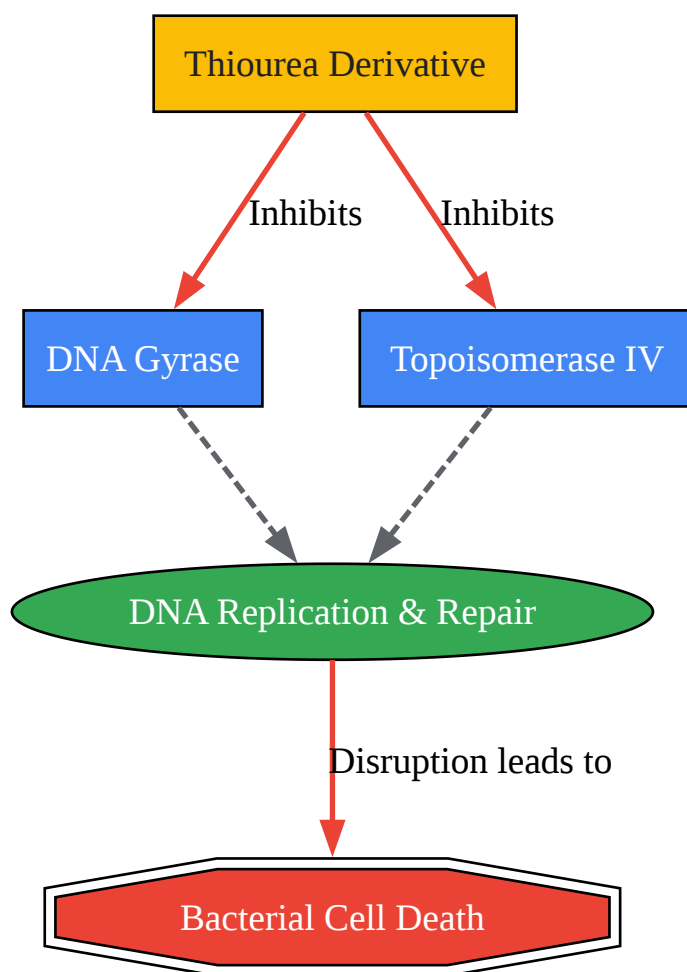 Thiourea Derivative
Inhibits
Inhibits
DNA Gyrase
Topoisomerase IV
DNA Replication & Repair
Disruption leads to
Bacterial Cell Death